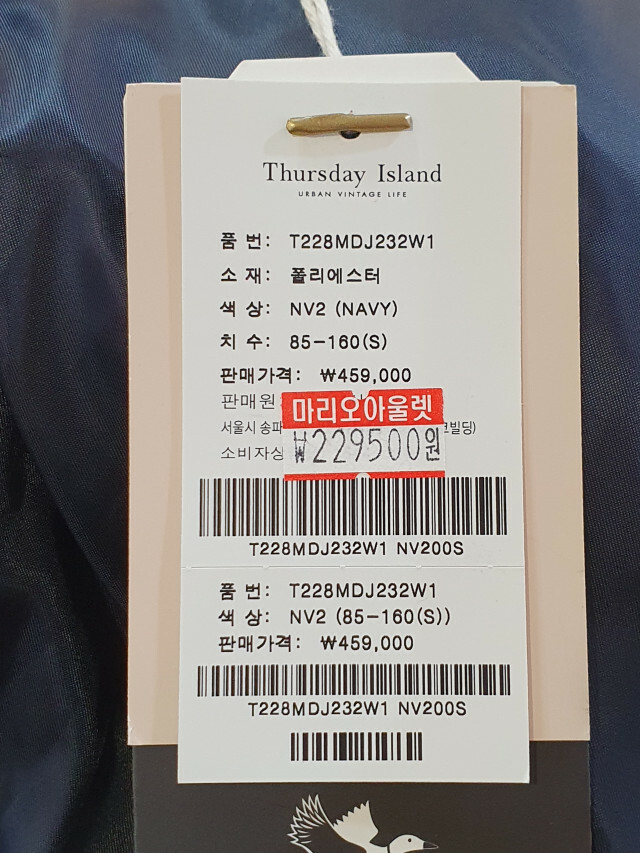 Thursday Island
URBAN VINTAGE LIFE
품 번: T228MDJ232W1
소 재: 폴리에스터
색 상: NV2 (NAVY)
치 수: 85-160(S)
판매가격: ₩459,000
판매원
마리오아울렛
서울시 송파 빌딩)
₩229500원
소비자상
T228MDJ232W1 NV200S
품 번: T228MDJ232W1
색 상: NV2 (85-160(S))
판매가격: ₩459,000
T228MDJ232W1 NV200S